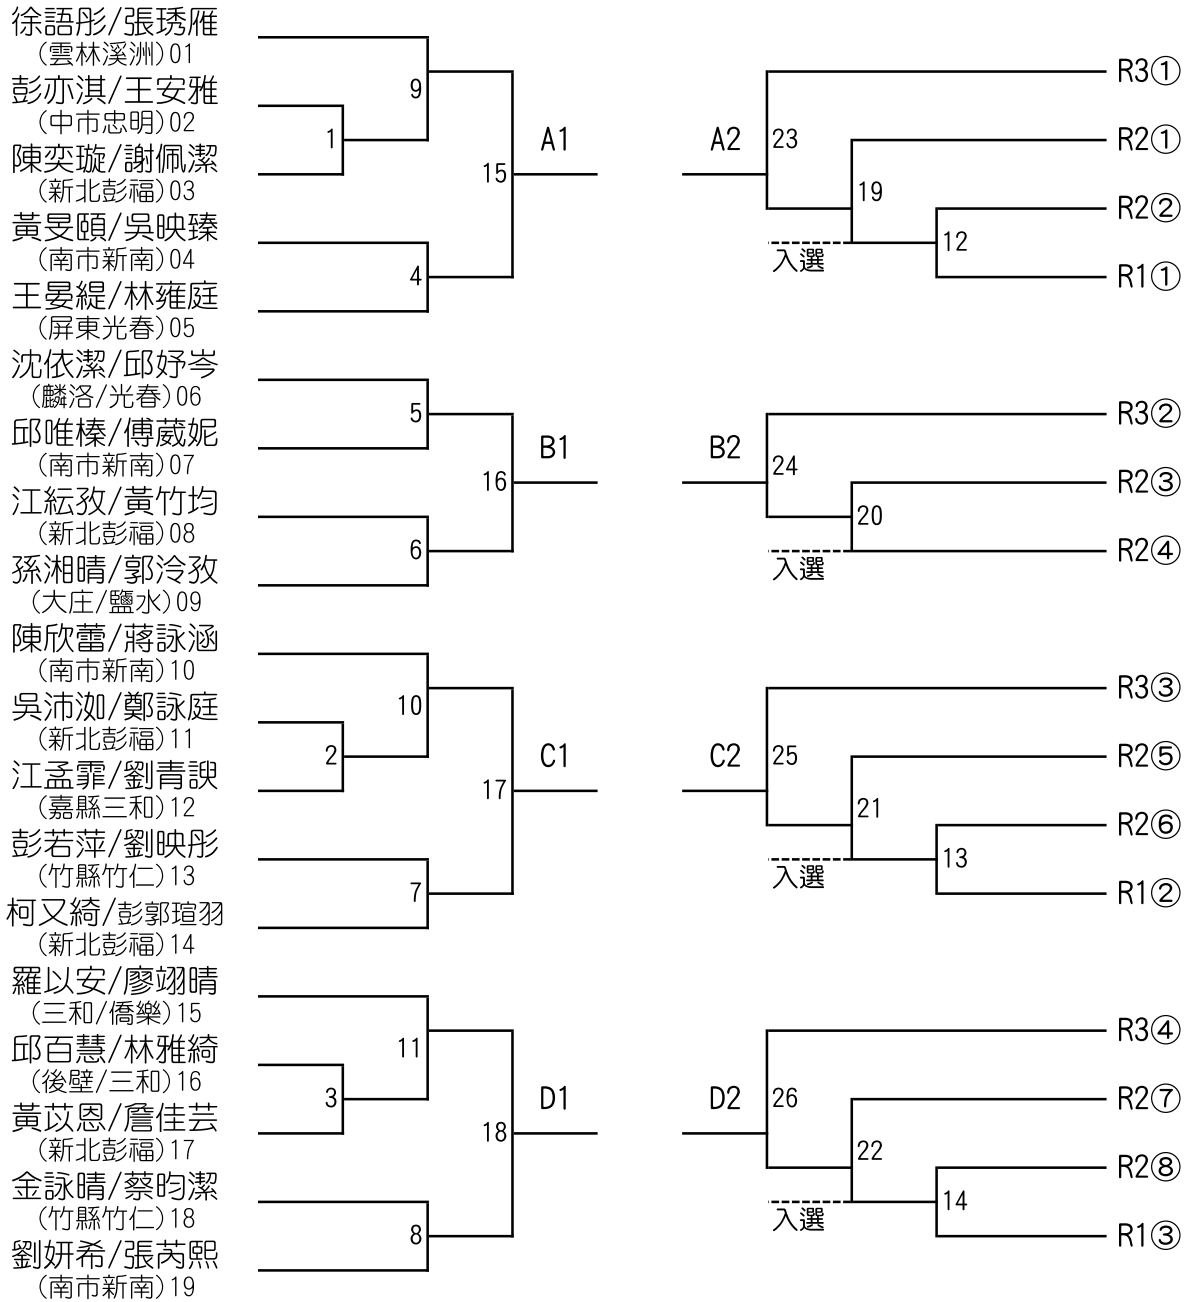 徐語彤/張琇雁
(雲林溪洲)01
彭亦淇/王安雅
(中市忠明)02
陳奕璇/謝佩潔
(新北彭福)03
黃旻頤/吳映臻
(南市新南)04
王晏緹/林雍庭
(屏東光春)05
沈依潔/邱妤岑
(麟洛/光春)06
邱唯榛/傅葳妮
(南市新南)07
江紜孜/黃竹均
(新北彭福)08
孫湘晴/郭泠孜
(大庄/鹽水)09
陳欣蕾/蔣詠涵
(南市新南)10
吳沛洳/鄭詠庭
(新北彭福)11
江孟霏/劉青諛
(嘉縣三和)12
彭若萍/劉映彤
(竹縣竹仁)13
柯又綺/彭郭瑄羽
(新北彭福)14
羅以安/廖翊晴
(三和/僑樂)15
邱百慧/林雅綺
(後壁/三和)16
黃苡恩/詹佳芸
(新北彭福)17
金詠晴/蔡昀潔
(竹縣竹仁)18
劉妍希/張芮熙
(南市新南)19
1
9
4
15
A1
5
6
16
B1
2
10
7
17
C1
3
11
8
18
D1
A2
23
19
12
入選
R3①
R2①
R2②
R1①
B2
24
20
入選
R3②
R2③
R2④
C2
25
21
13
入選
R3③
R2⑤
R2⑥
R1②
D2
26
22
14
入選
R3④
R2⑦
R2⑧
R1③